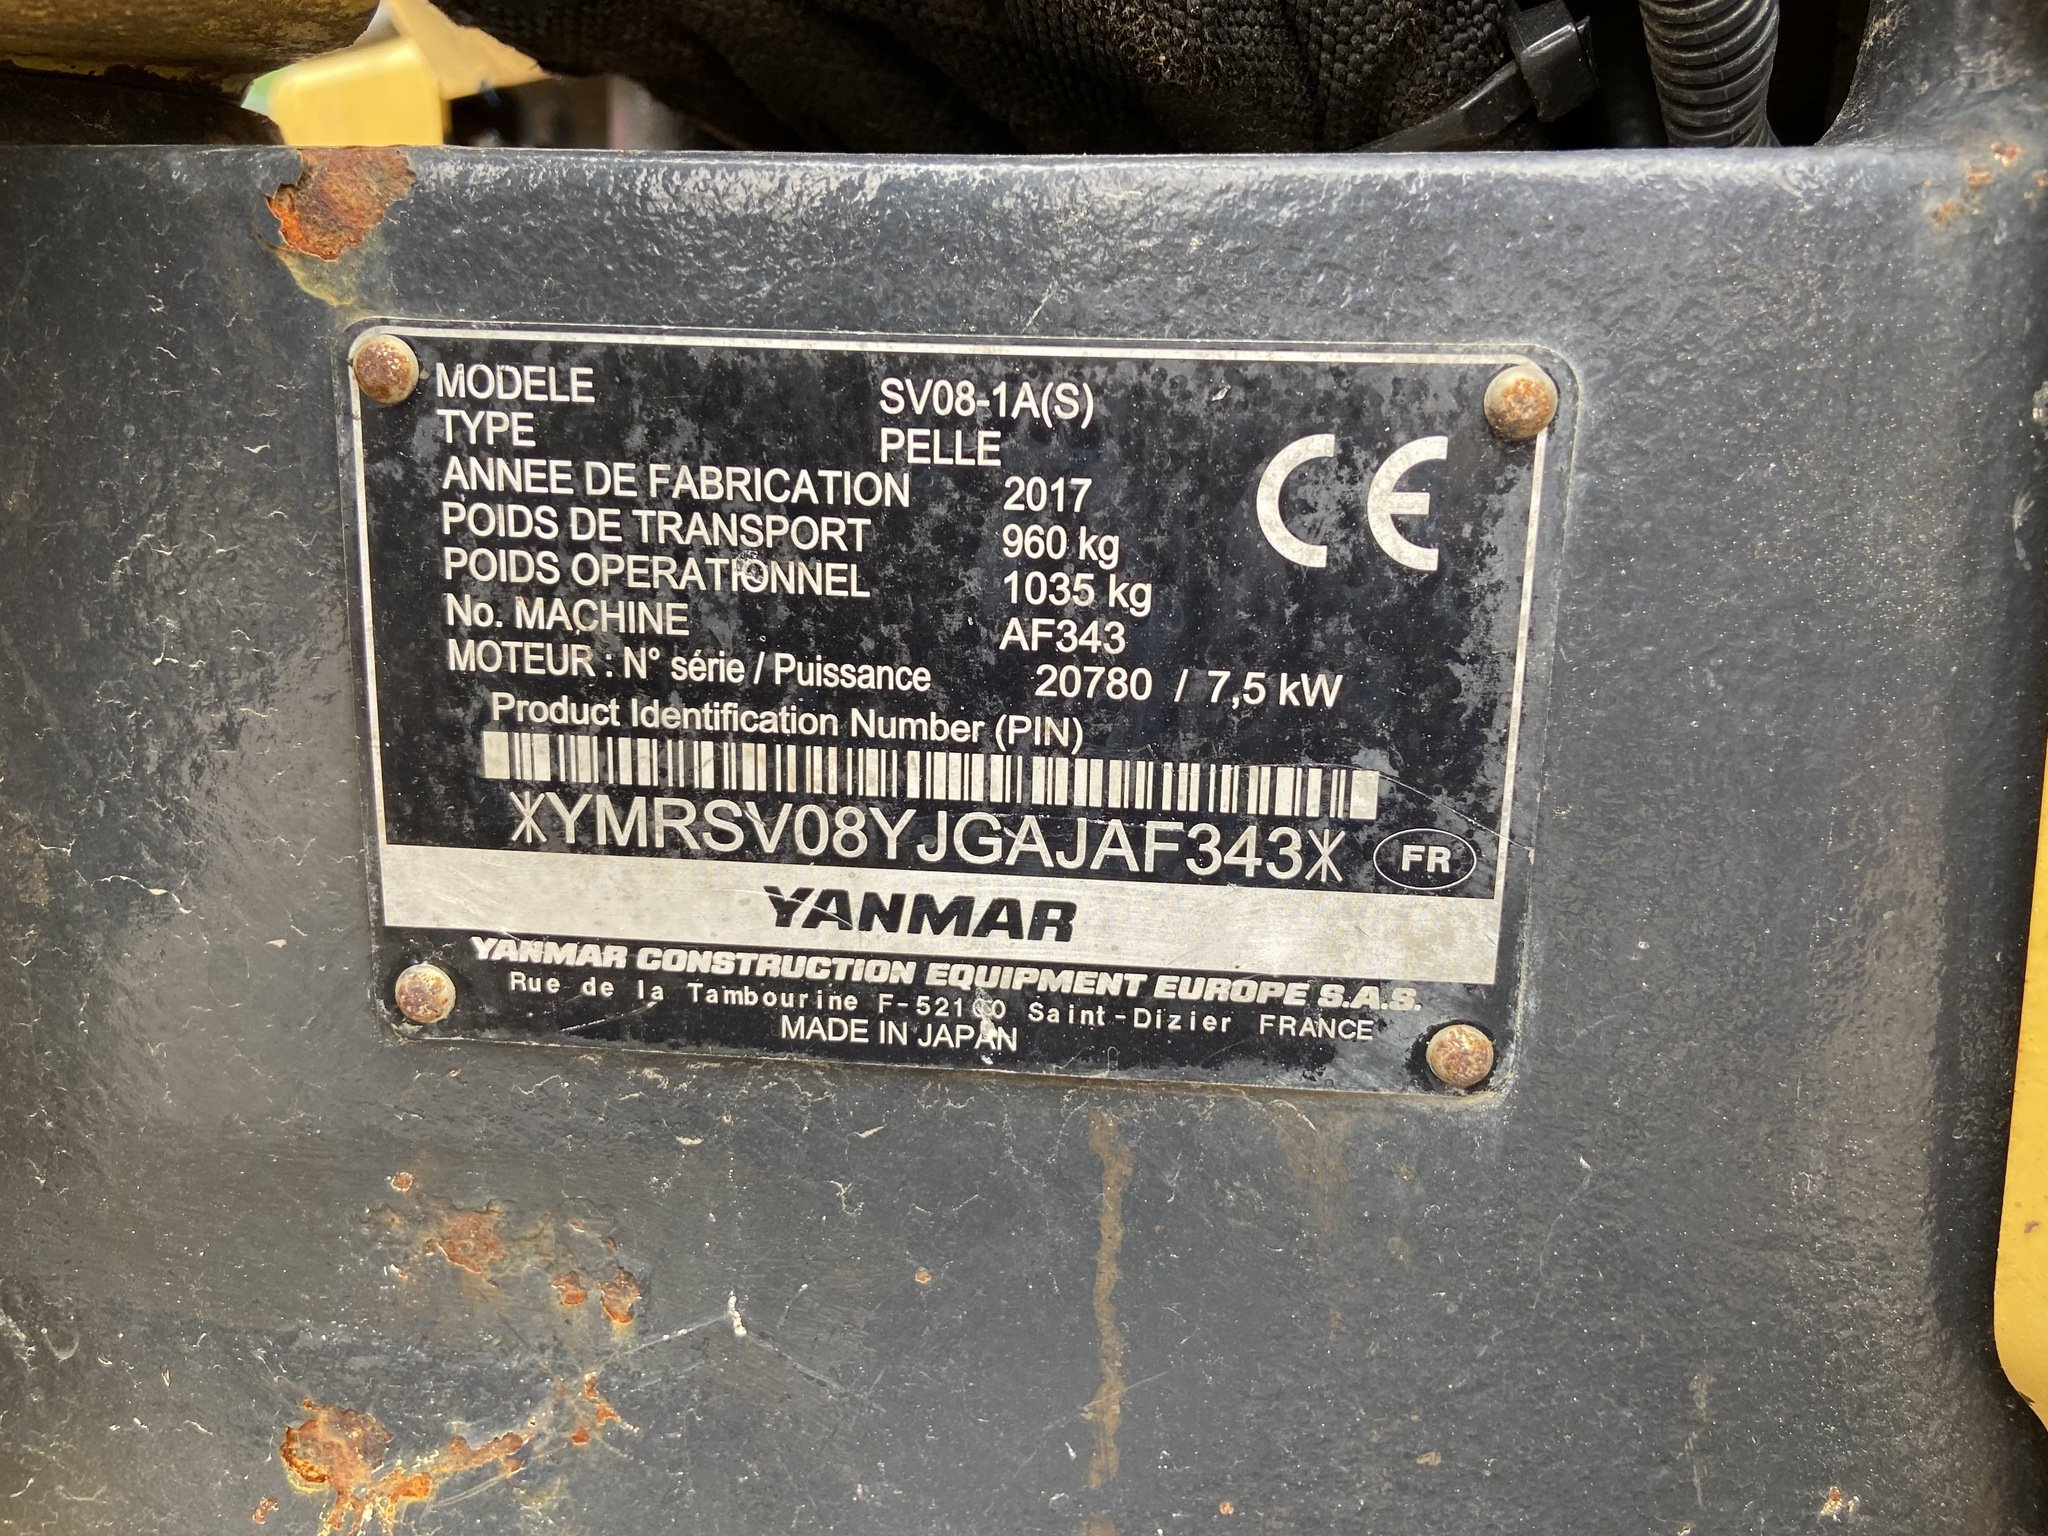 MODELE SV08-1A(S)
TYPE PELLE
ANNEE DE FABRICATION 2017
POIDS DE TRANSPORT 960 kg
POIDS OPERATIONNEL 1035 kg
No. MACHINE AF343
MOTEUR : N° série / Puissance 20780 / 7,5 kW
CE
Product Identification Number (PIN)
*YMRSV08YJGAJAF343*
FR
YANMAR
YANMAR CONSTRUCTION EQUIPMENT EUROPE S.A.S.
Rue de la Tambourine F-52100 Saint-Dizier FRANCE
MADE IN JAPAN